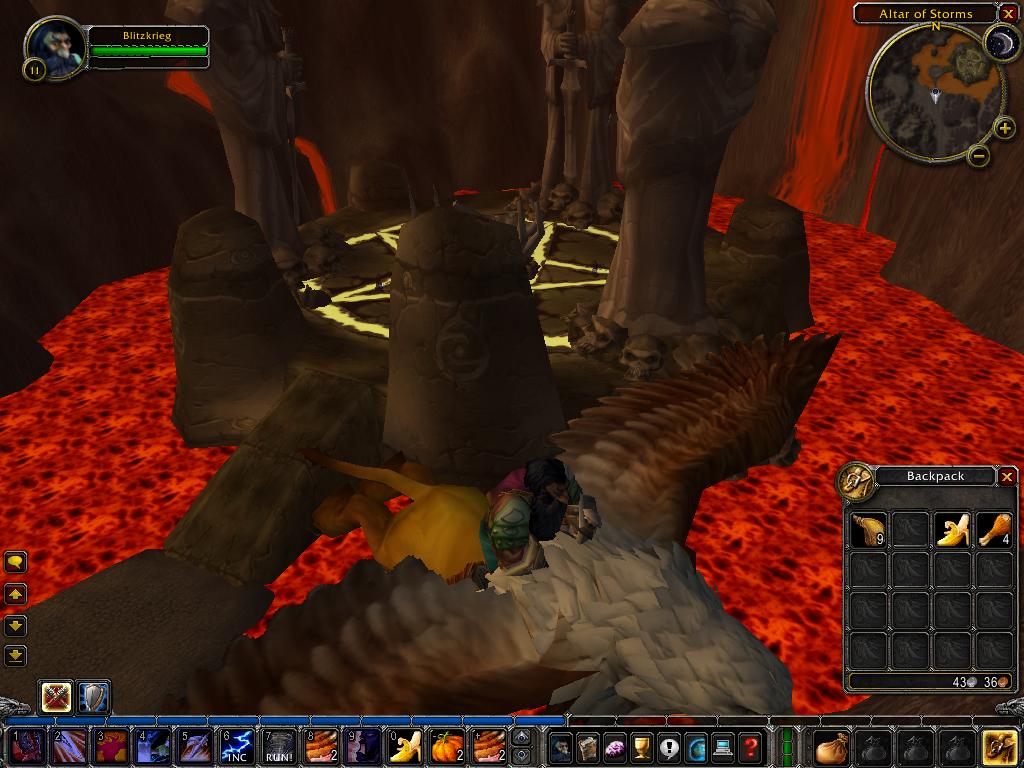 Blitzkrieg
11
Altar of Storms
N
Backpack
9
4
43 36
1 2 3 4 5 6 7 8 9 0 - =
INC RUN! 2 2 2